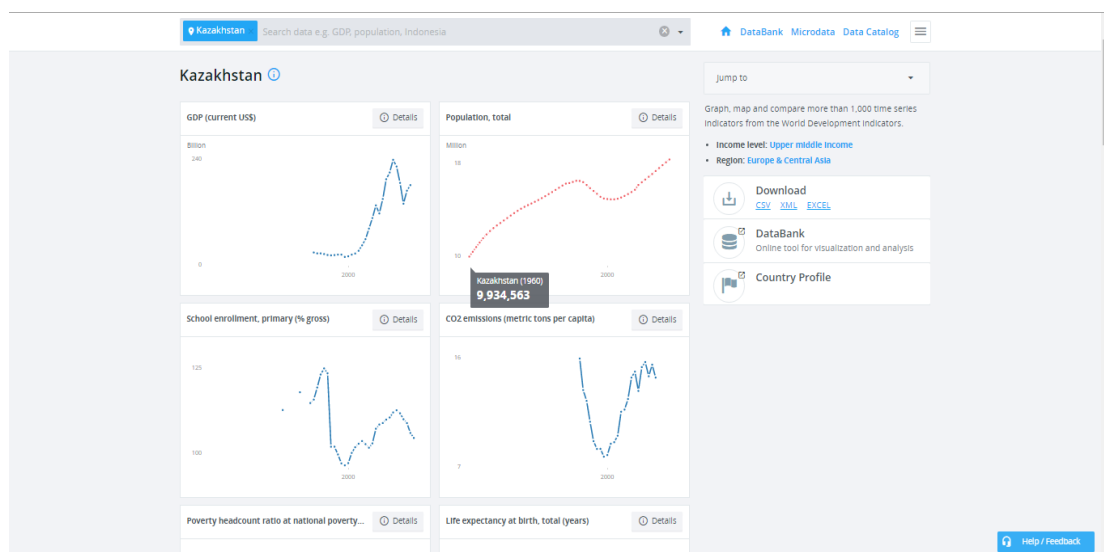 Kazakhstan × Search data e.g. GDP, population, Indonesia
DataBank Microdata Data Catalog
Kazakhstan
Jump to
Graph, map and compare more than 1,000 time series
indicators from the World Development Indicators.
• Income level: Upper middle income
• Region: Europe & Central Asia
Download
CSV XML EXCEL
DataBank
Online tool for visualization and analysis
Country Profile
GDP (current US$) Details
Billion
240
0
2000
Population, total Details
Million
18
10
2000
Kazakhstan (1960)
9,934,563
School enrollment, primary (% gross) Details
125
100
2000
CO2 emissions (metric tons per capita) Details
16
7
2000
Poverty headcount ratio at national poverty... Details
Life expectancy at birth, total (years) Details
Help / Feedback